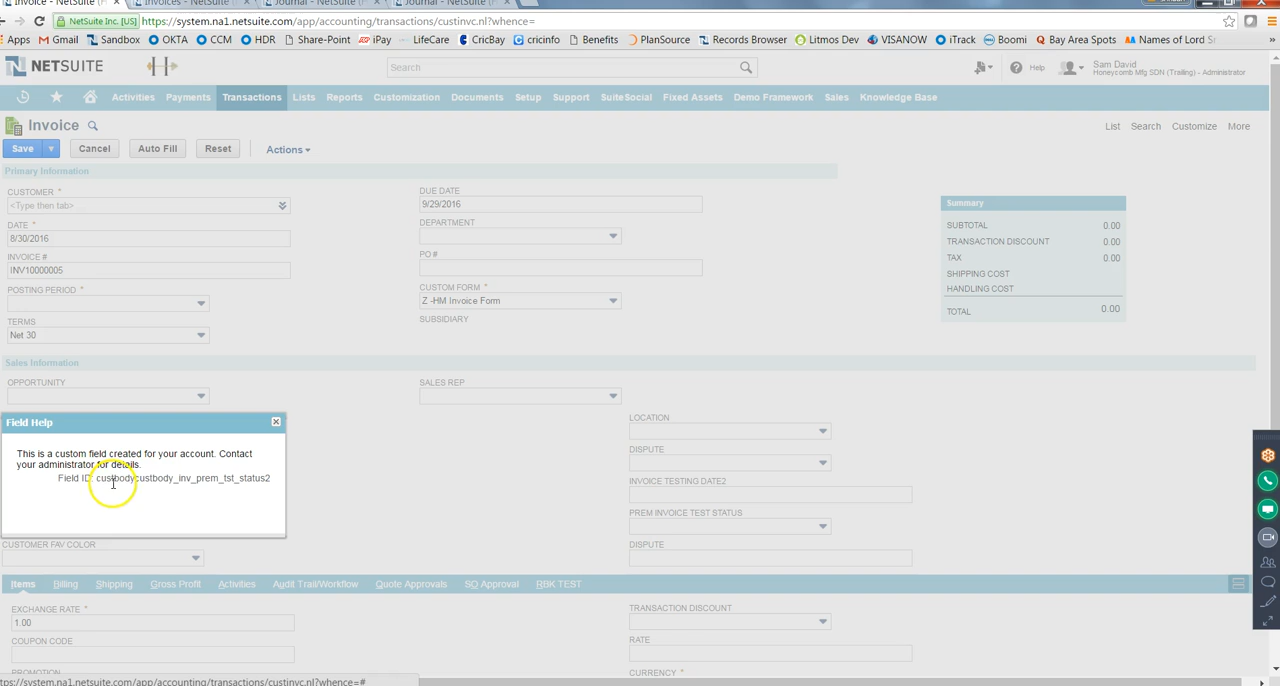 Invoice - NetSuite
Invoices - NetSuite
Journal - NetSuite
Journal - NetSuite
NetSuite Inc. [US] https://system.na1.netsuite.com/app/accounting/transactions/custinvc.nl?whence=
Apps Gmail Sandbox OKTA CCM HDR Share-Point iPay LifeCare CricBay cricinfo Benefits PlanSource Records Browser Litmos Dev VISANOW iTrack Boomi Bay Area Spots Names of Lord »
NETSUITE
Search
Help
Sam David
Honeycomb Mfg SDN (Trailing) - Administrator
Activities Payments Transactions Lists Reports Customization Documents Setup Support SuiteSocial Fixed Assets Demo Framework Sales Knowledge Base
Invoice
List Search Customize More
Save Cancel Auto Fill Reset Actions
Primary Information
CUSTOMER *
<Type then tab>
DATE *
8/30/2016
INVOICE #
INV10000005
POSTING PERIOD *
TERMS
Net 30
DUE DATE
9/29/2016
DEPARTMENT
PO #
CUSTOM FORM *
Z -HM Invoice Form
SUBSIDIARY
Summary
SUBTOTAL 0.00
TRANSACTION DISCOUNT 0.00
TAX 0.00
SHIPPING COST
HANDLING COST
TOTAL 0.00
Sales Information
OPPORTUNITY
SALES REP
LOCATION
DISPUTE
INVOICE TESTING DATE2
PREM INVOICE TEST STATUS
DISPUTE
Field Help
This is a custom field created for your account. Contact
your administrator for details.
Field ID: custbodycustbody_inv_prem_tst_status2
CUSTOMER FAV COLOR
Items Billing Shipping Gross Profit Activities Audit Trail/Workflow Quote Approvals SO Approval RBK TEST
EXCHANGE RATE *
1.00
COUPON CODE
PROMOTION
TRANSACTION DISCOUNT
RATE
CURRENCY *
ttps://system.na1.netsuite.com/app/accounting/transactions/custinvc.nl?whence=#